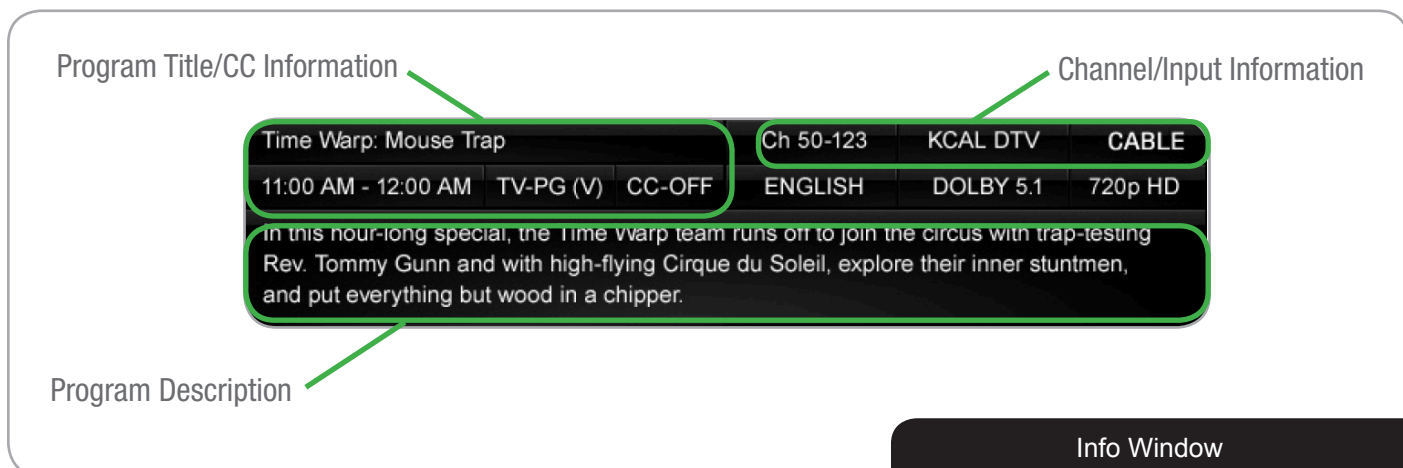 Program Title/CC Information
Channel/Input Information
Time Warp: Mouse Trap Ch 50-123 KCAL DTV CABLE
11:00 AM - 12:00 AM TV-PG (V) CC-OFF ENGLISH DOLBY 5.1 720p HD
In this hour-long special, the Time Warp team runs off to join the circus with trap-testing
Rev. Tommy Gunn and with high-flying Cirque du Soleil, explore their inner stuntmen,
and put everything but wood in a chipper.
Program Description
Info Window